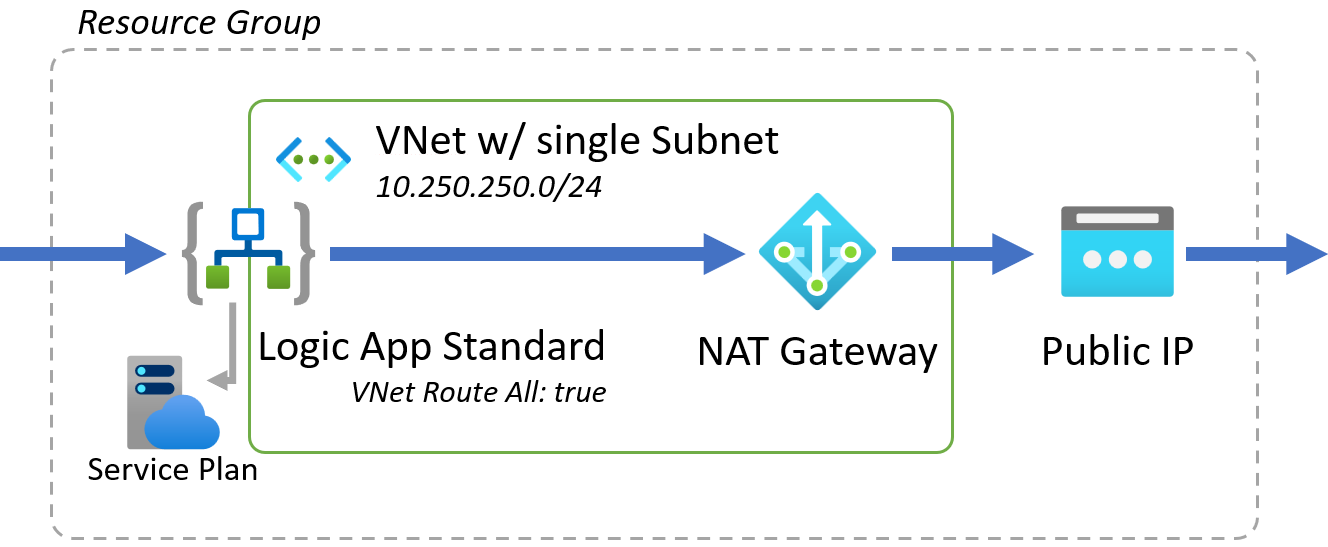 Resource Group
VNet w/ single Subnet
10.250.250.0/24
Logic App Standard
VNet Route All: true
NAT Gateway
Public IP
Service Plan